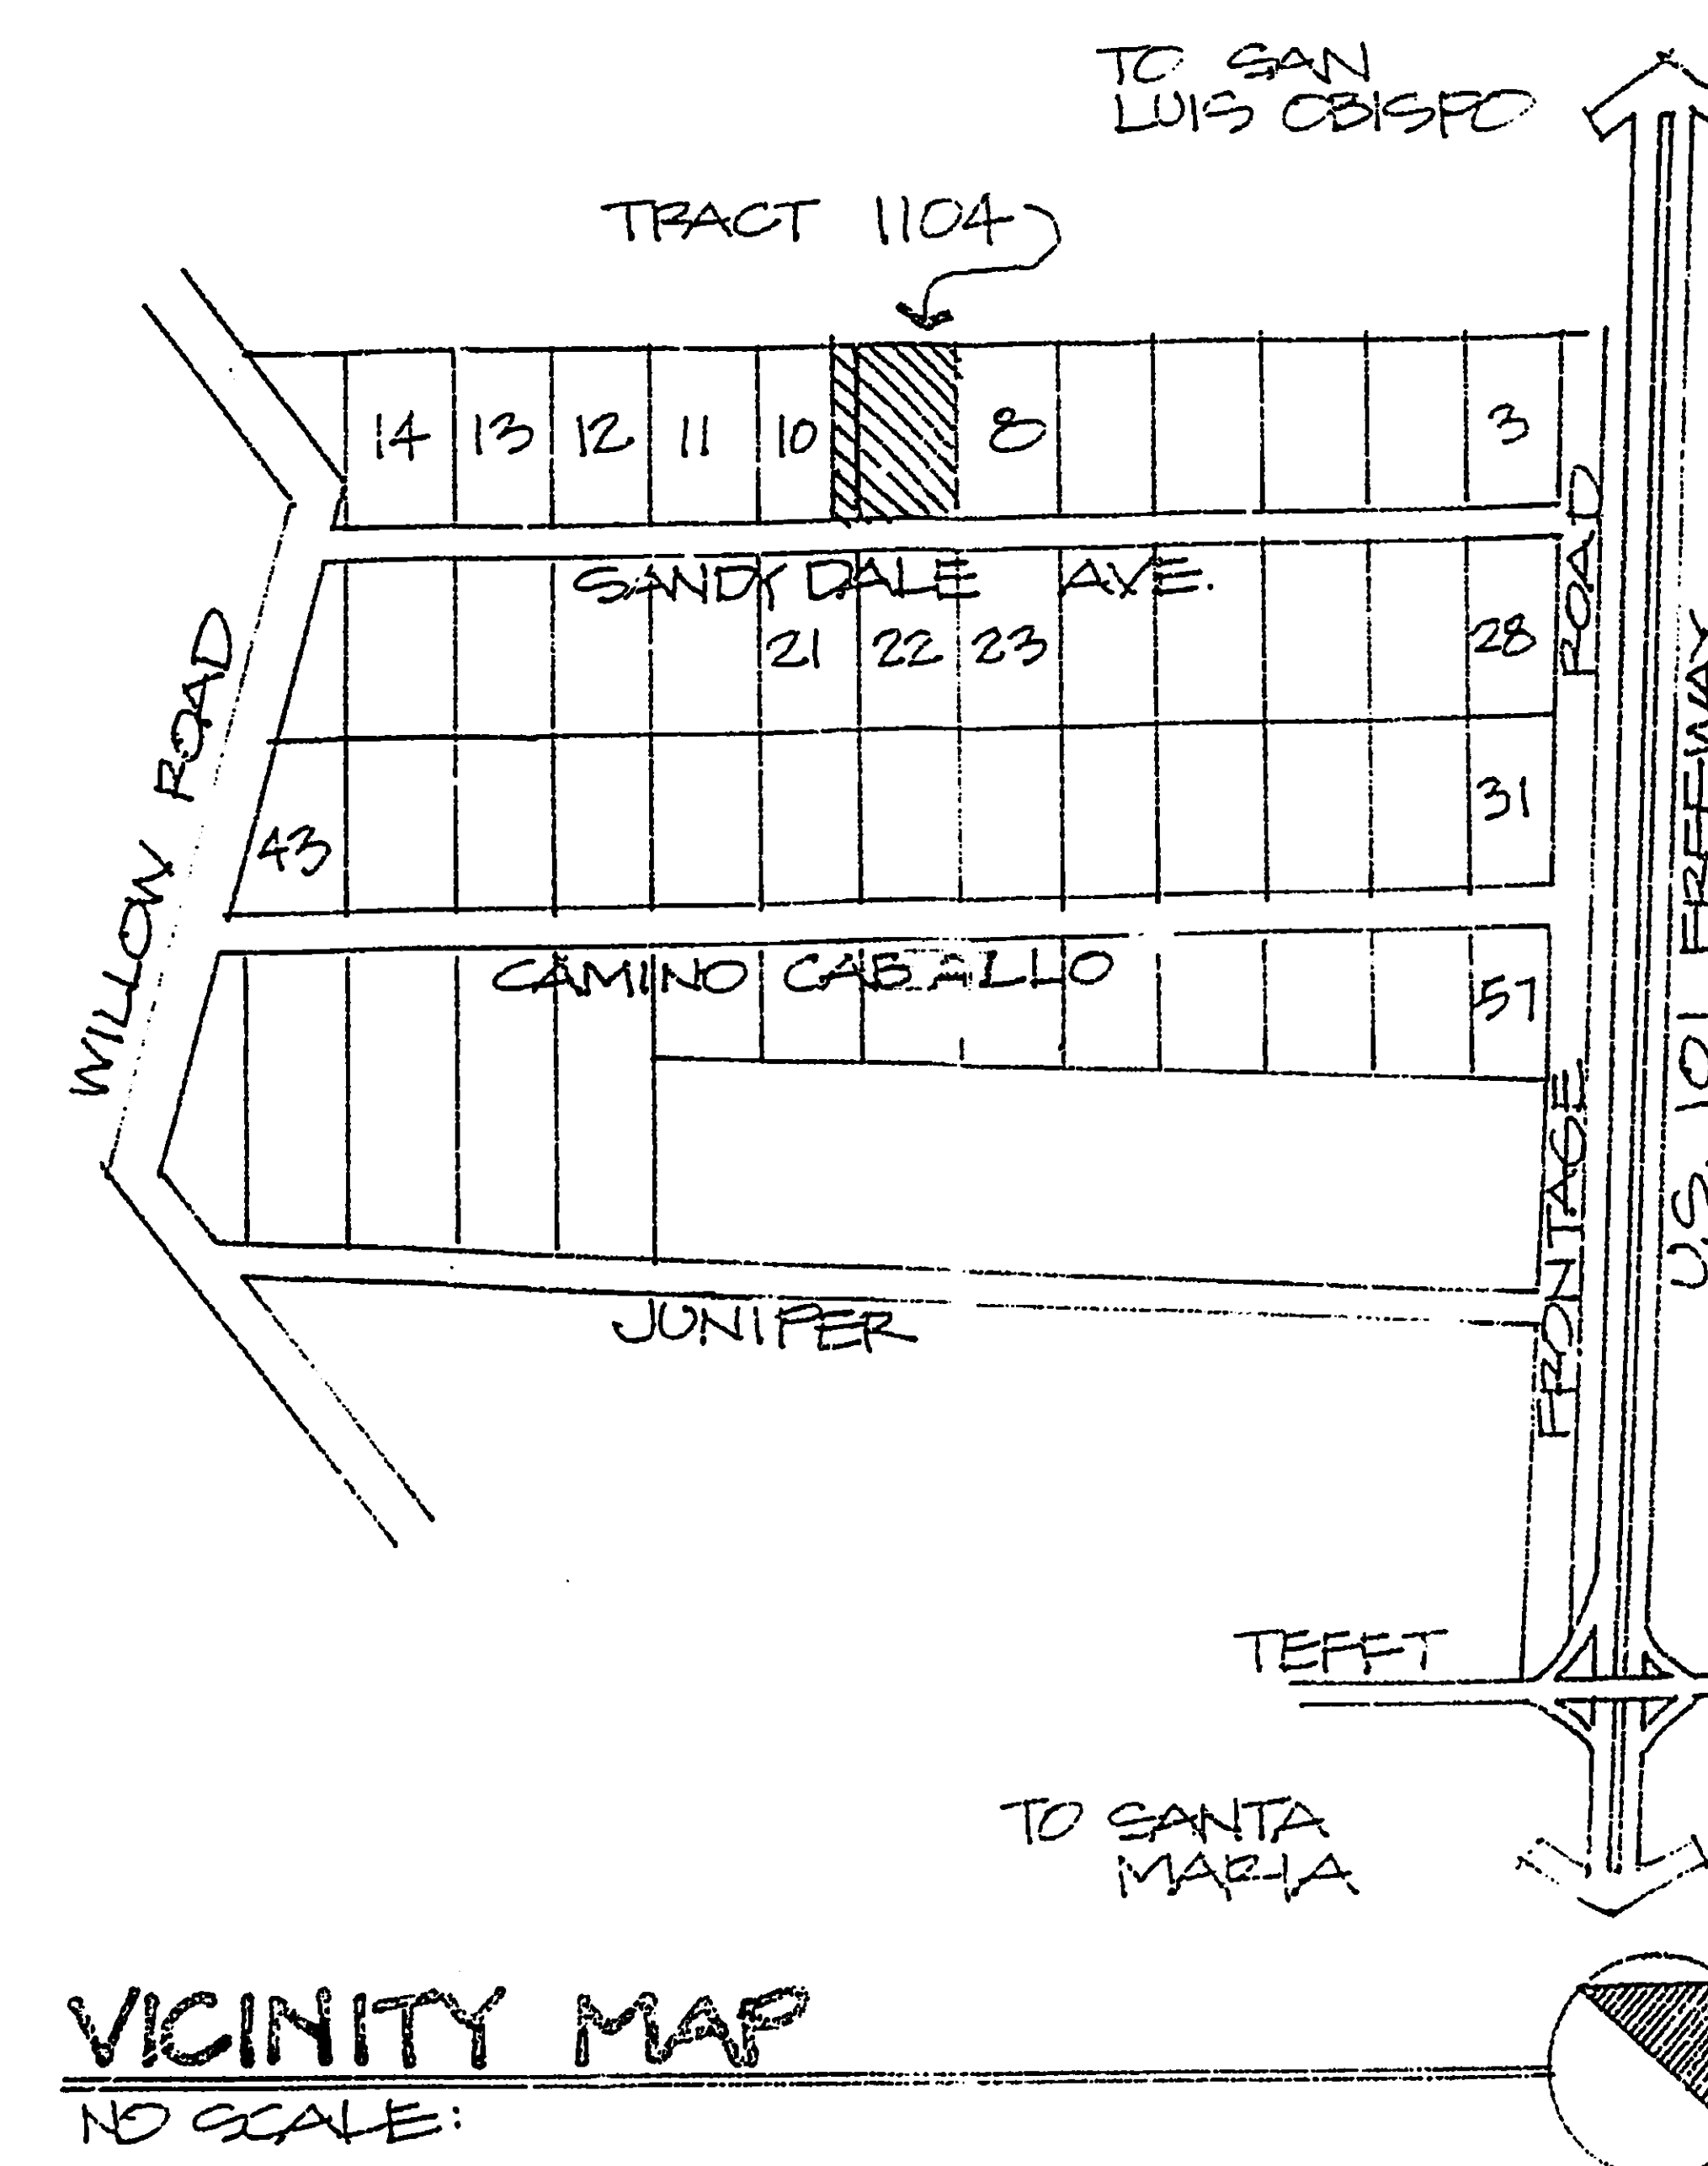 TO SAN
LUIS OBISPO
TRACT 1104
14 13 12 11 10 8 3
SANDYDALE AVE.
21 22 23 28
31
43
WILLOW ROAD
CAMINO CABALLO
57
FRONTAGE ROAD
U.S. 101 FREEWAY
JUNIPER
TEFFT
TO SANTA
MARIA
VICINITY MAP
NO SCALE: